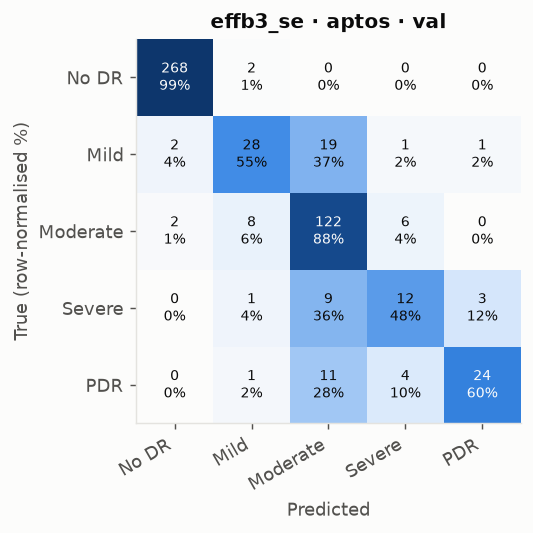 effb3_se · aptos · val
True (row-normalised %)
No DR
268 2 0 0 0
99% 1% 0% 0% 0%
Mild
2 28 19 1 1
4% 55% 37% 2% 2%
Moderate
2 8 122 6 0
1% 6% 88% 4% 0%
Severe
0 1 9 12 3
0% 4% 36% 48% 12%
PDR
0 1 11 4 24
0% 2% 28% 10% 60%
No DR Mild Moderate Severe PDR
Predicted